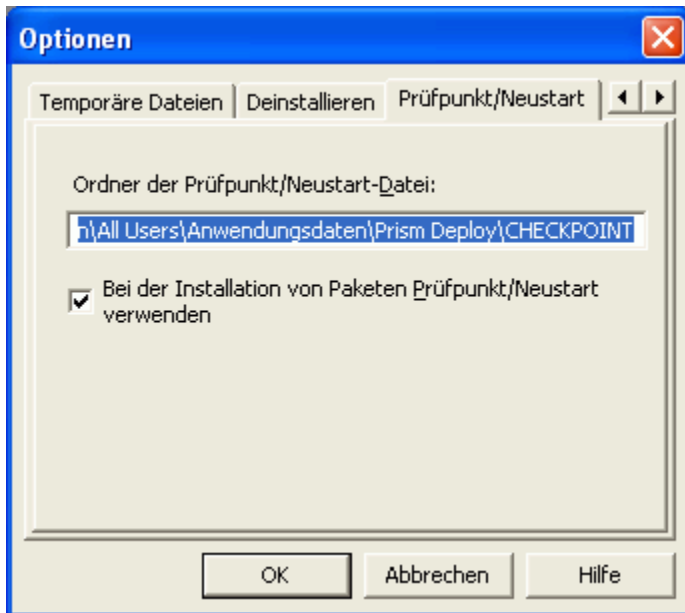 Optionen
Temporäre Dateien Deinstallieren Prüfpunkt/Neustart
Ordner der Prüfpunkt/Neustart-Datei:
n\All Users\Anwendungsdaten\Prism Deploy\CHECKPOINT
Bei der Installation von Paketen Prüfpunkt/Neustart
verwenden
OK Abbrechen Hilfe